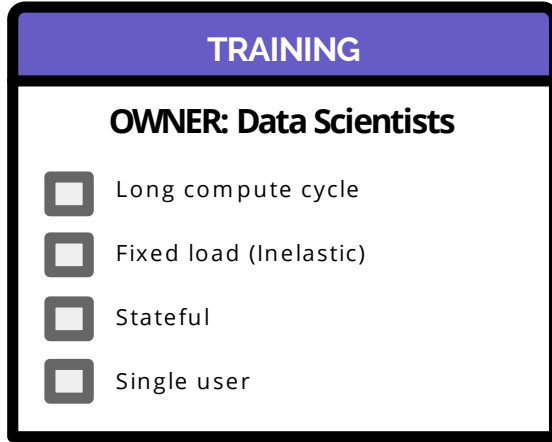 TRAINING
OWNER: Data Scientists
Long compute cycle
Fixed load (Inelastic)
Stateful
Single user